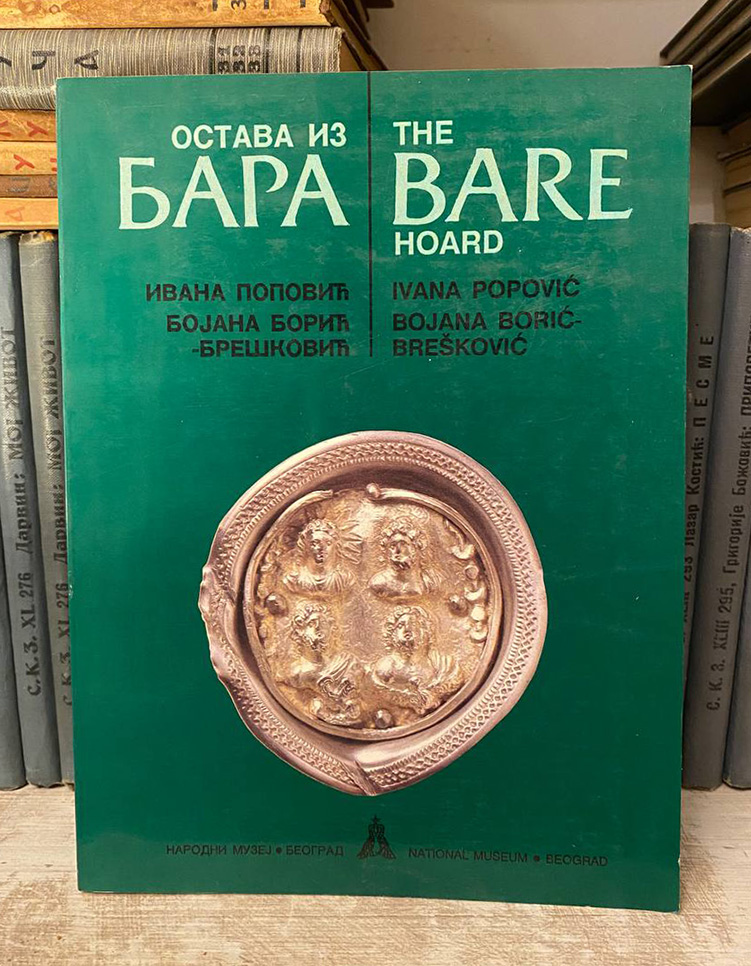 ОСТАВА ИЗ
БАРА
ИВАНА ПОПОВИЋ
БОЈАНА БОРИЋ
-БРЕШКОВИЋ
THE
BARE
HOARD
IVANA POPOVIĆ
BOJANA BORIĆ-
BREŠKOVIĆ
НАРОДНИ МУЗЕЈ • БЕОГРАД
NATIONAL MUSEUM • BEOGRAD
С.К.З. XL 276 Дарвин: МОЈ ЖИВОТ
С.К.З. XL 276 Дарвин: МОЈ ЖИВОТ
293 Лазар Костић: ПЕСМЕ
С. К. З. XLIII 295, Григорије Божовић: